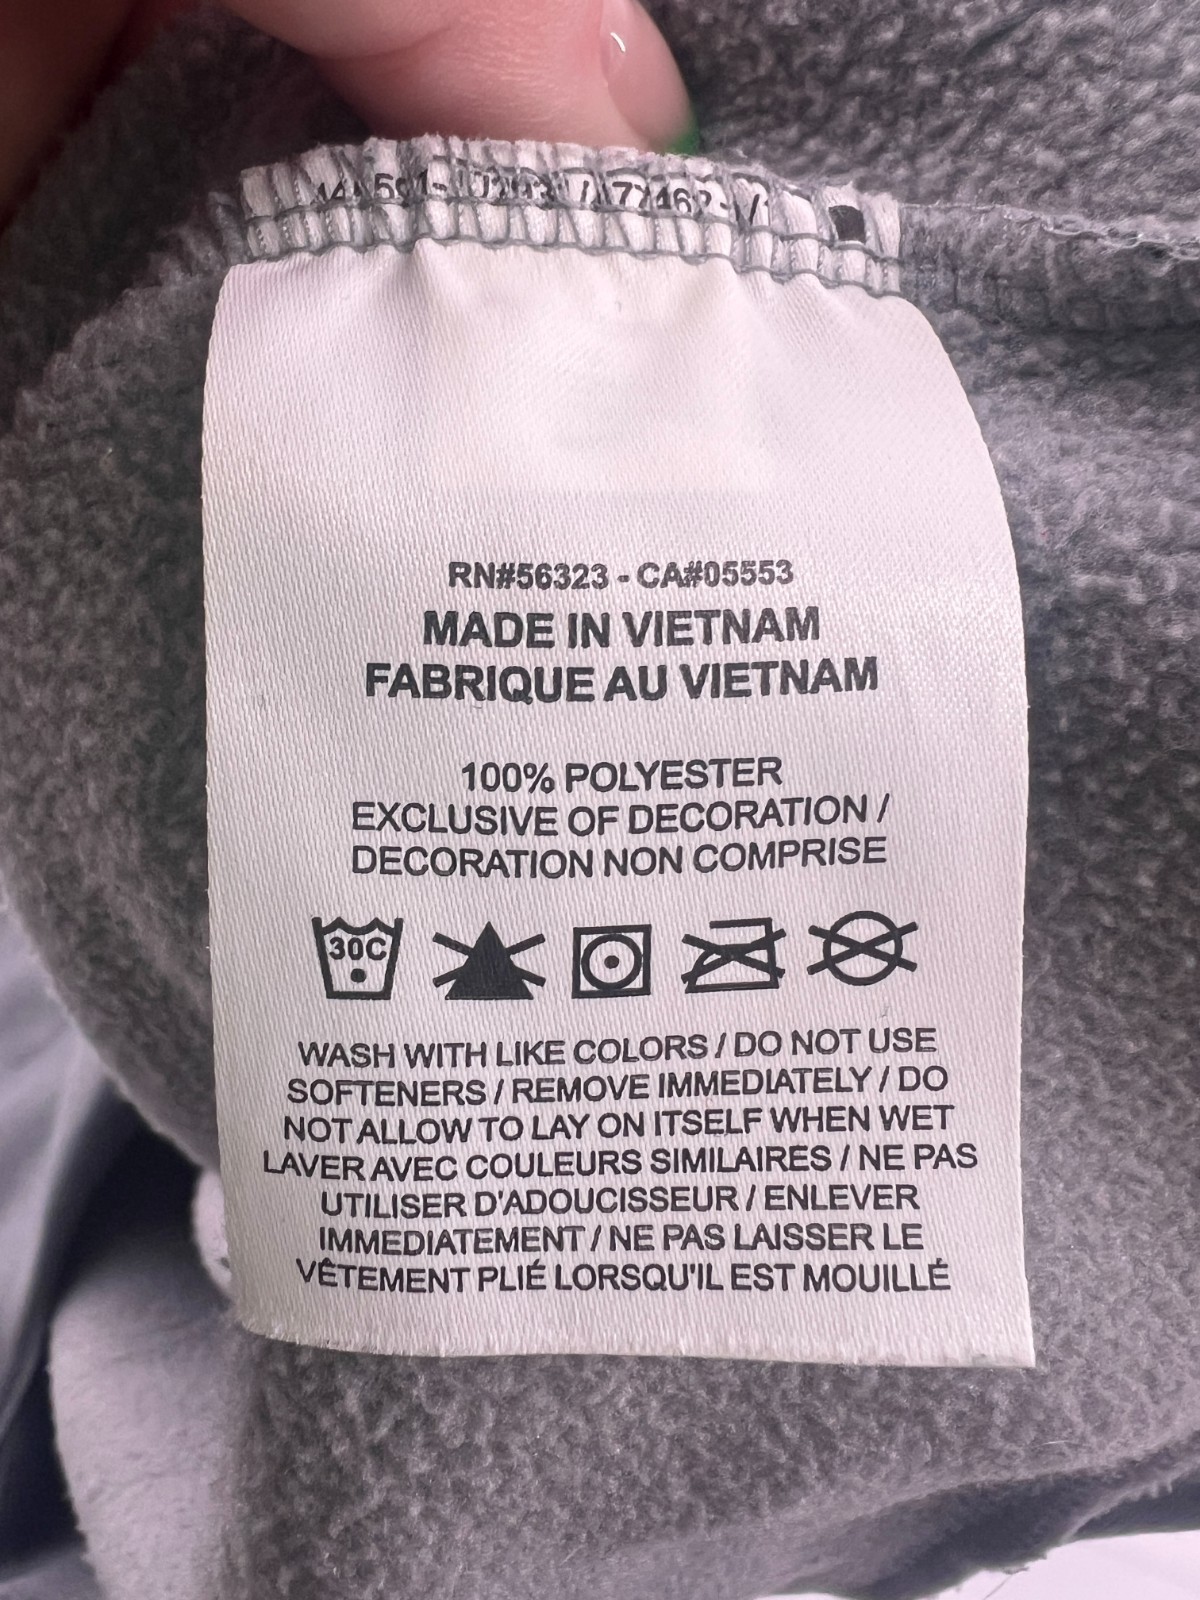 RN#56323 - CA#05553
MADE IN VIETNAM
FABRIQUE AU VIETNAM
100% POLYESTER
EXCLUSIVE OF DECORATION /
DECORATION NON COMPRISE
30C
WASH WITH LIKE COLORS / DO NOT USE
SOFTENERS / REMOVE IMMEDIATELY / DO
NOT ALLOW TO LAY ON ITSELF WHEN WET
LAVER AVEC COULEURS SIMILAIRES / NE PAS
UTILISER D'ADOUCISSEUR / ENLEVER
IMMEDIATEMENT / NE PAS LAISSER LE
VÊTEMENT PLIÉ LORSQU'IL EST MOUILLÉ